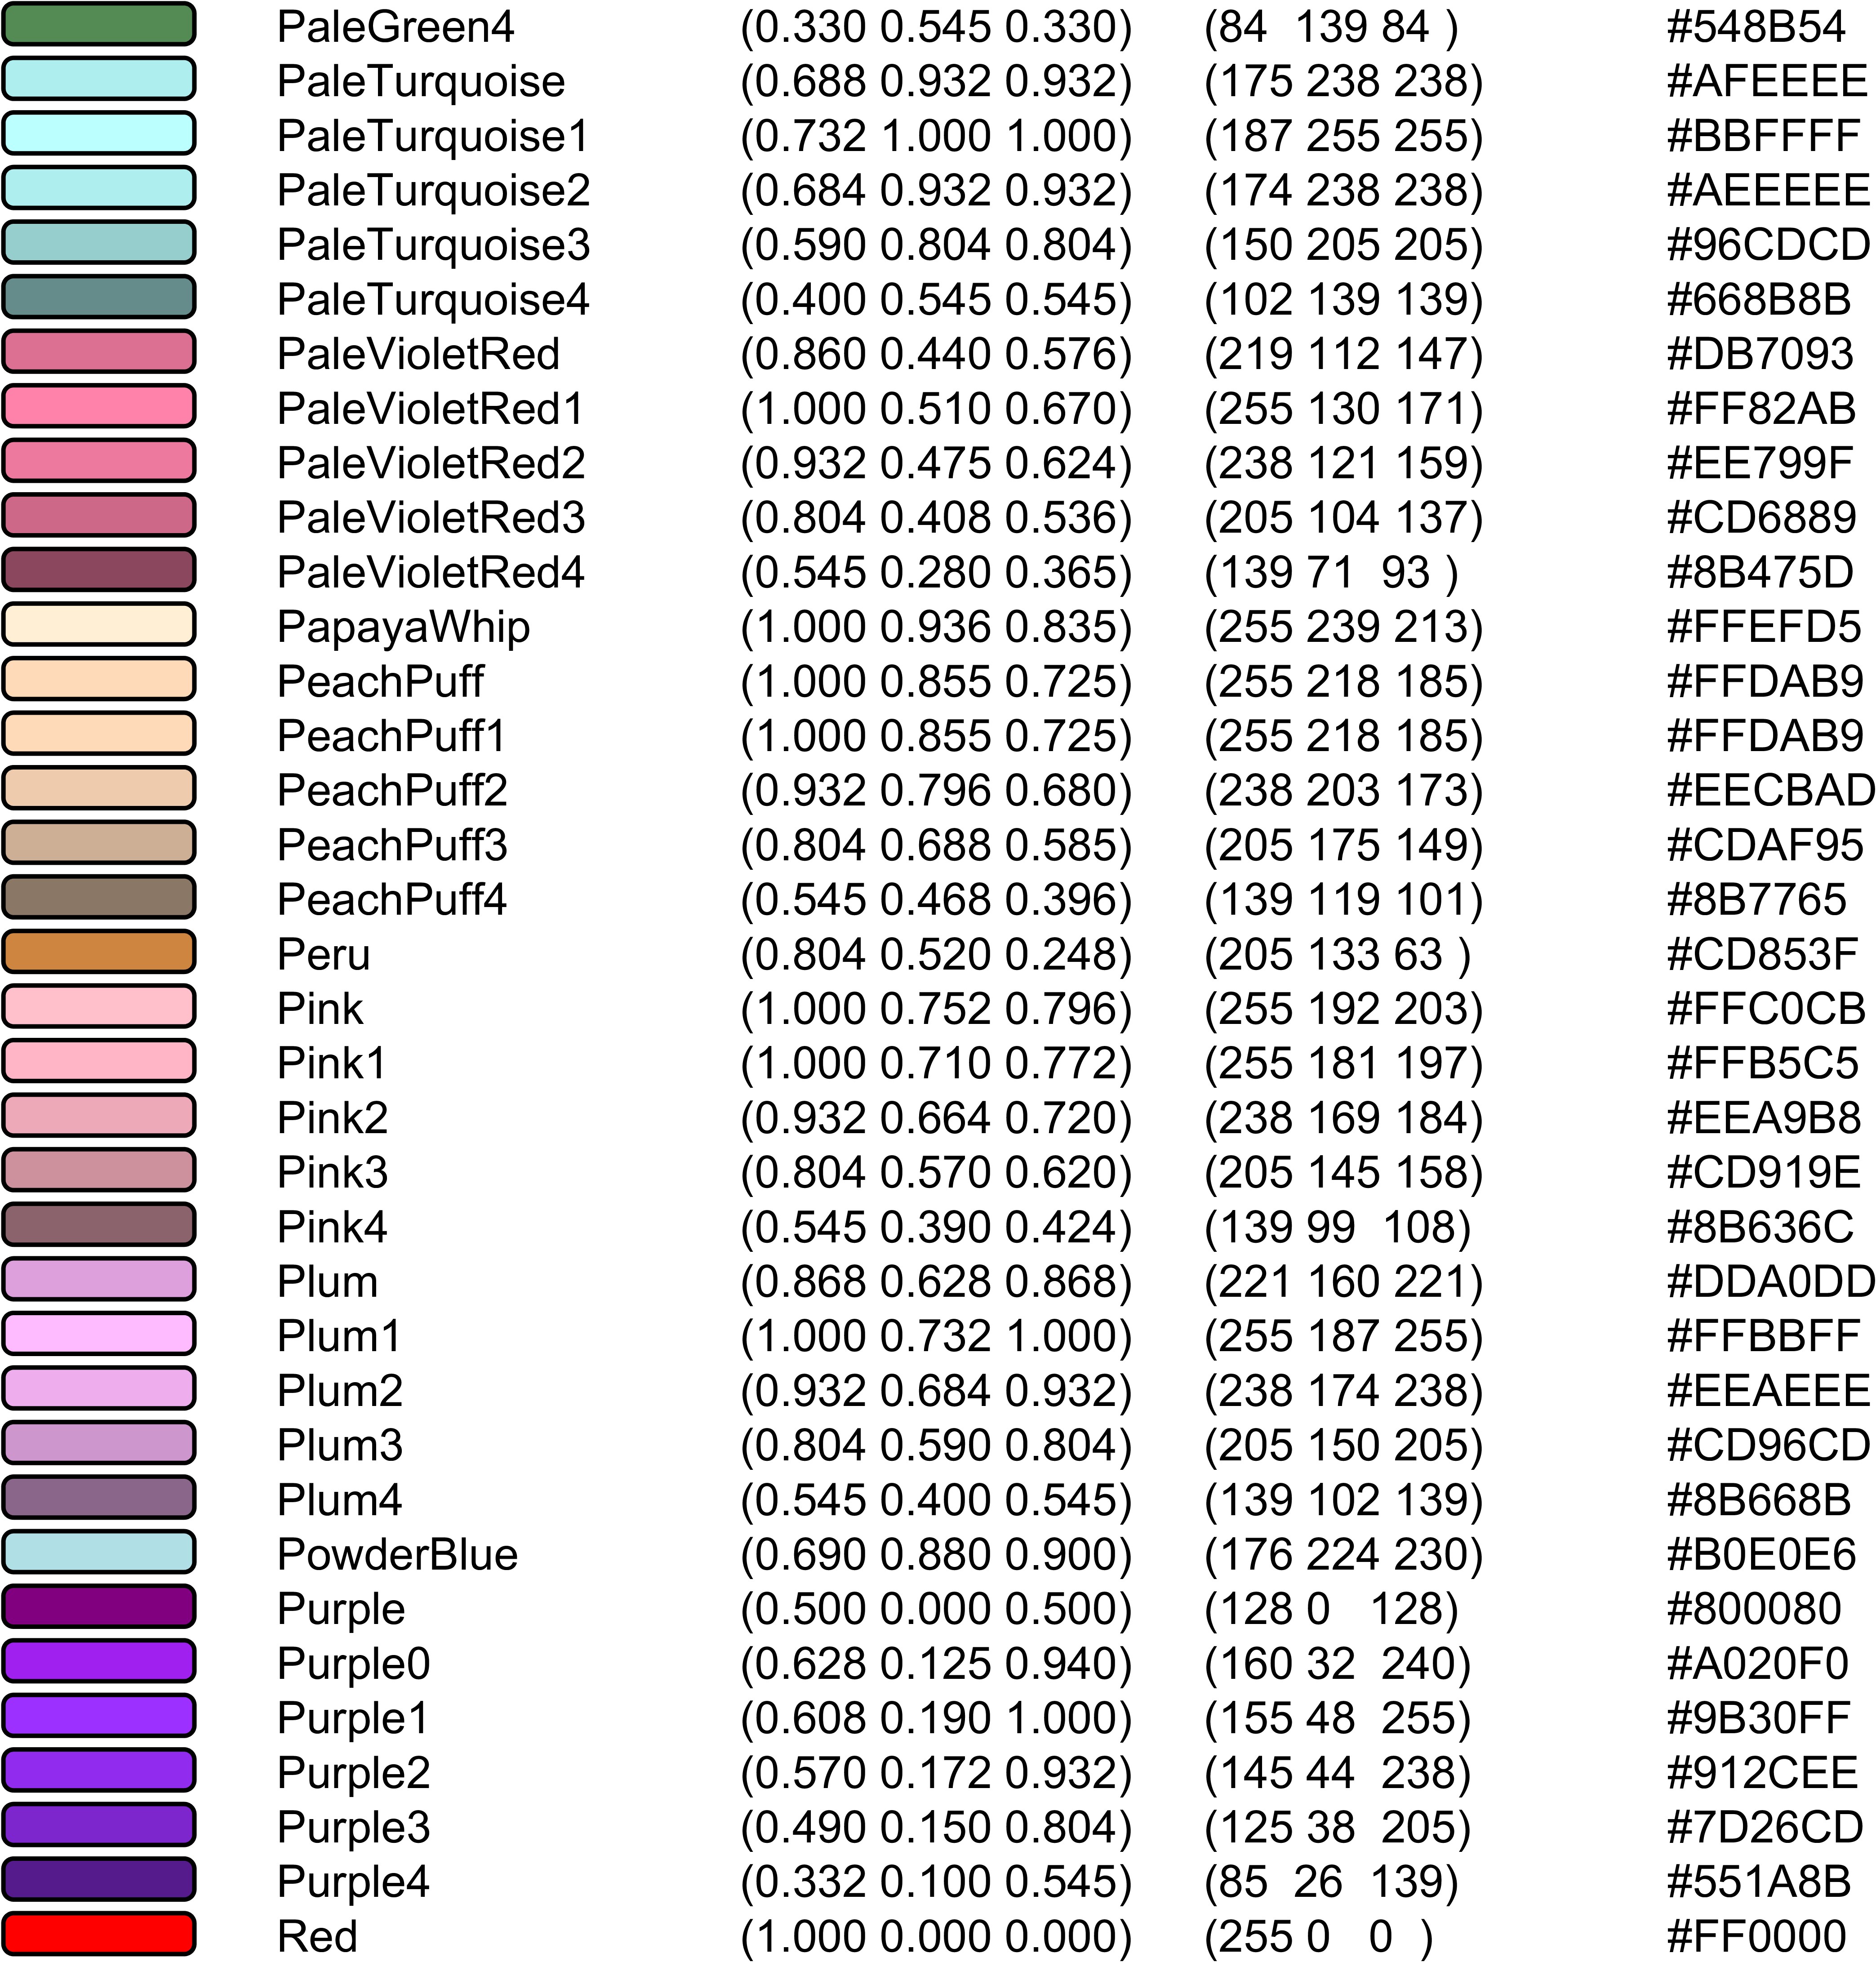 PaleGreen4 (0.330 0.545 0.330) (84 139 84 ) #548B54
PaleTurquoise (0.688 0.932 0.932) (175 238 238) #AFEEEE
PaleTurquoise1 (0.732 1.000 1.000) (187 255 255) #BBFFFF
PaleTurquoise2 (0.684 0.932 0.932) (174 238 238) #AEEEEE
PaleTurquoise3 (0.590 0.804 0.804) (150 205 205) #96CDCD
PaleTurquoise4 (0.400 0.545 0.545) (102 139 139) #668B8B
PaleVioletRed (0.860 0.440 0.576) (219 112 147) #DB7093
PaleVioletRed1 (1.000 0.510 0.670) (255 130 171) #FF82AB
PaleVioletRed2 (0.932 0.475 0.624) (238 121 159) #EE799F
PaleVioletRed3 (0.804 0.408 0.536) (205 104 137) #CD6889
PaleVioletRed4 (0.545 0.280 0.365) (139 71 93 ) #8B475D
PapayaWhip (1.000 0.936 0.835) (255 239 213) #FFEFD5
PeachPuff (1.000 0.855 0.725) (255 218 185) #FFDAB9
PeachPuff1 (1.000 0.855 0.725) (255 218 185) #FFDAB9
PeachPuff2 (0.932 0.796 0.680) (238 203 173) #EECBAD
PeachPuff3 (0.804 0.688 0.585) (205 175 149) #CDAF95
PeachPuff4 (0.545 0.468 0.396) (139 119 101) #8B7765
Peru (0.804 0.520 0.248) (205 133 63 ) #CD853F
Pink (1.000 0.752 0.796) (255 192 203) #FFC0CB
Pink1 (1.000 0.710 0.772) (255 181 197) #FFB5C5
Pink2 (0.932 0.664 0.720) (238 169 184) #EEA9B8
Pink3 (0.804 0.570 0.620) (205 145 158) #CD919E
Pink4 (0.545 0.390 0.424) (139 99 108) #8B636C
Plum (0.868 0.628 0.868) (221 160 221) #DDA0DD
Plum1 (1.000 0.732 1.000) (255 187 255) #FFBBFF
Plum2 (0.932 0.684 0.932) (238 174 238) #EEAEEE
Plum3 (0.804 0.590 0.804) (205 150 205) #CD96CD
Plum4 (0.545 0.400 0.545) (139 102 139) #8B668B
PowderBlue (0.690 0.880 0.900) (176 224 230) #B0E0E6
Purple (0.500 0.000 0.500) (128 0 128) #800080
Purple0 (0.628 0.125 0.940) (160 32 240) #A020F0
Purple1 (0.608 0.190 1.000) (155 48 255) #9B30FF
Purple2 (0.570 0.172 0.932) (145 44 238) #912CEE
Purple3 (0.490 0.150 0.804) (125 38 205) #7D26CD
Purple4 (0.332 0.100 0.545) (85 26 139) #551A8B
Red (1.000 0.000 0.000) (255 0 0 ) #FF0000